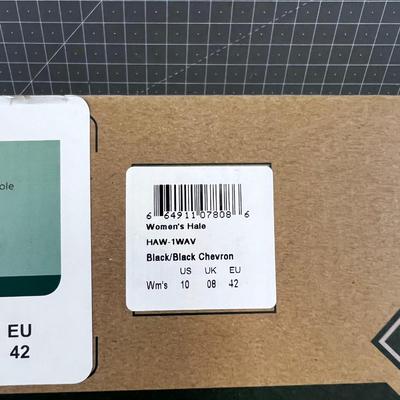 ole
EU
42
6 64911 07808 6
Women's Hale
HAW-1WAV
Black/Black Chevron
US UK EU
Wm's 10 08 42